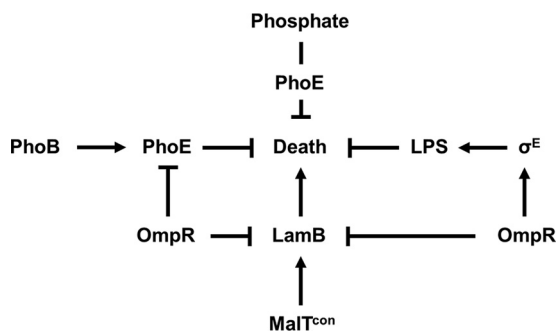 Phosphate
PhoE
PhoB PhoE Death LPS σᴱ
OmpR LamB OmpR
MalTᶜᵒⁿ